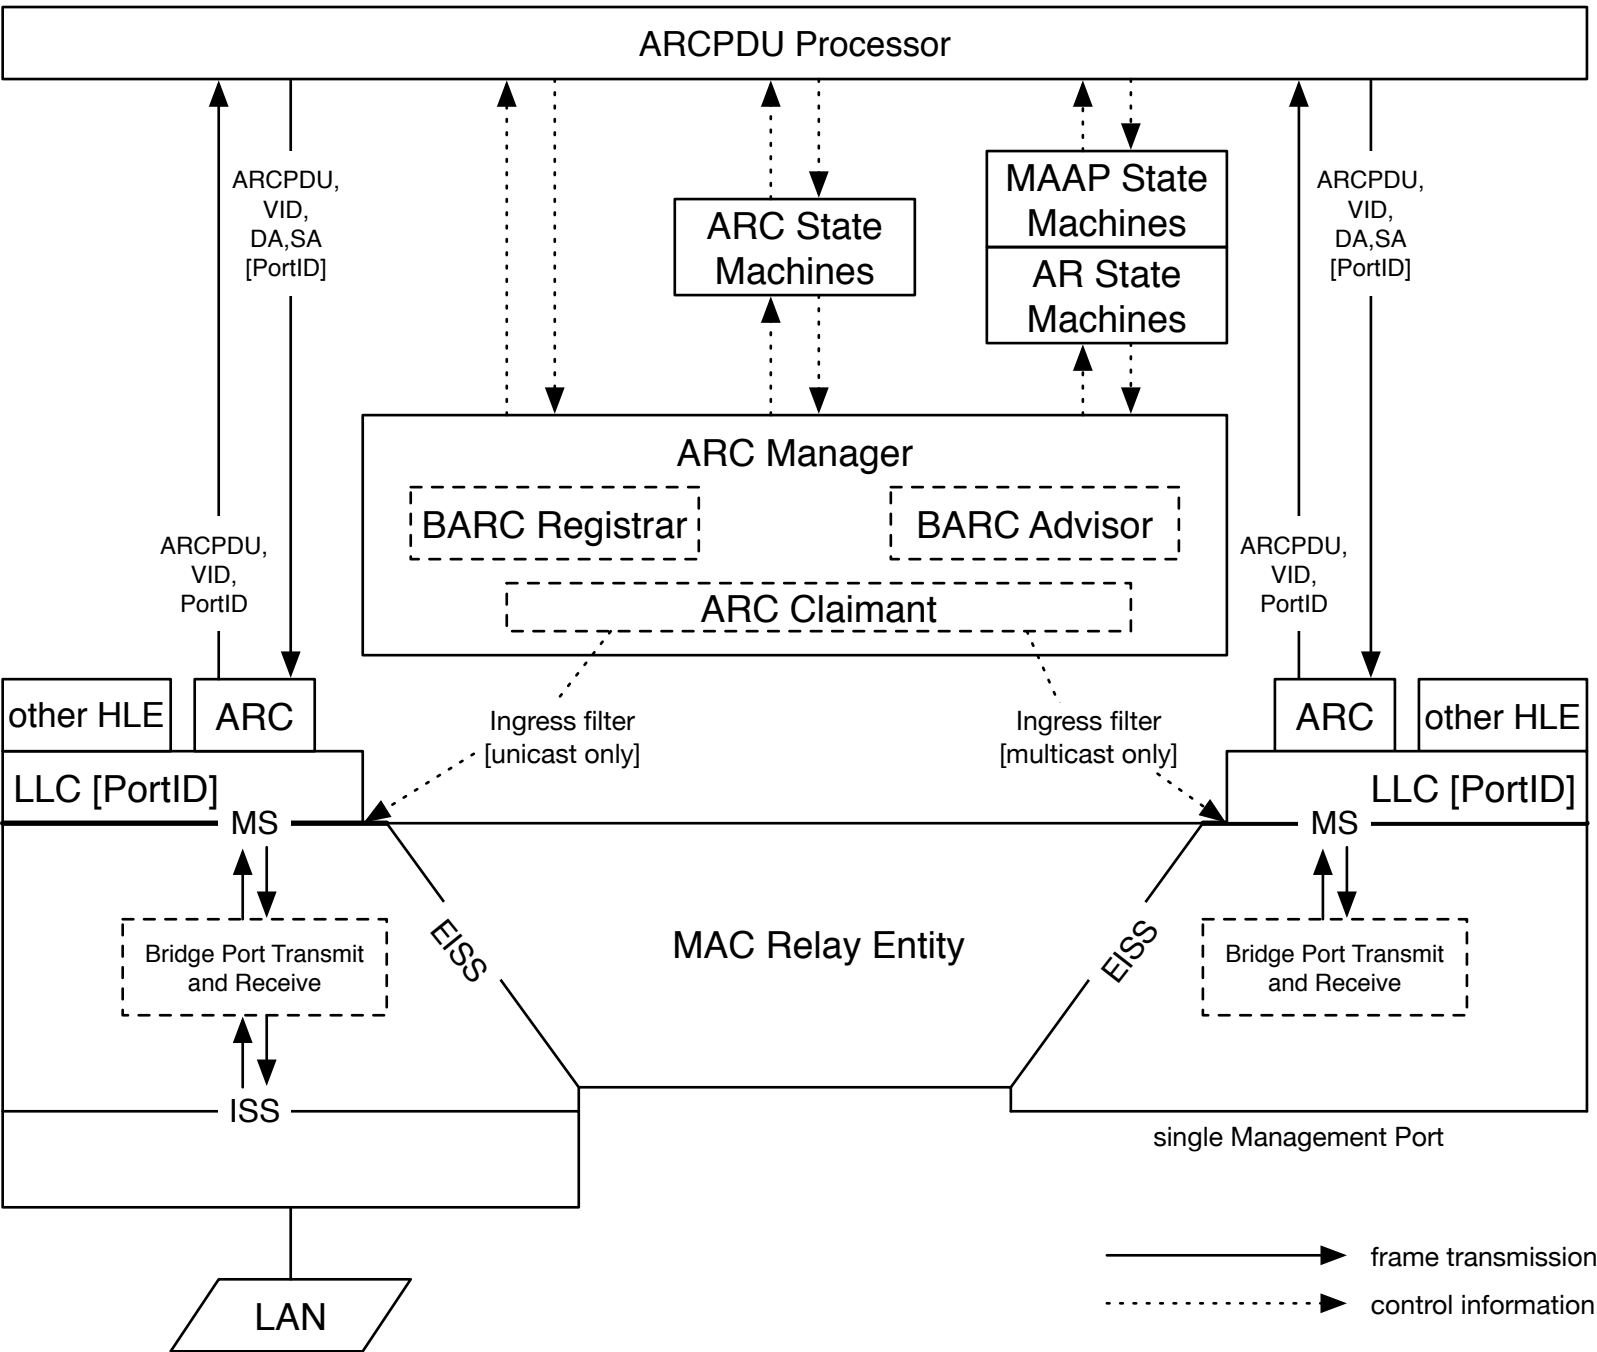 ARCPDU Processor
ARCPDU,
VID,
DA,SA
[PortID]
ARC State
Machines
MAAP State
Machines
AR State
Machines
ARCPDU,
VID,
DA,SA
[PortID]
ARC Manager
BARC Registrar
BARC Advisor
ARC Claimant
ARCPDU,
VID,
PortID
ARCPDU,
VID,
PortID
other HLE
ARC
Ingress filter
[unicast only]
Ingress filter
[multicast only]
ARC
other HLE
LLC [PortID]
LLC [PortID]
MS
MS
EISS
MAC Relay Entity
EISS
Bridge Port Transmit
and Receive
Bridge Port Transmit
and Receive
ISS
single Management Port
LAN
frame transmission
control information